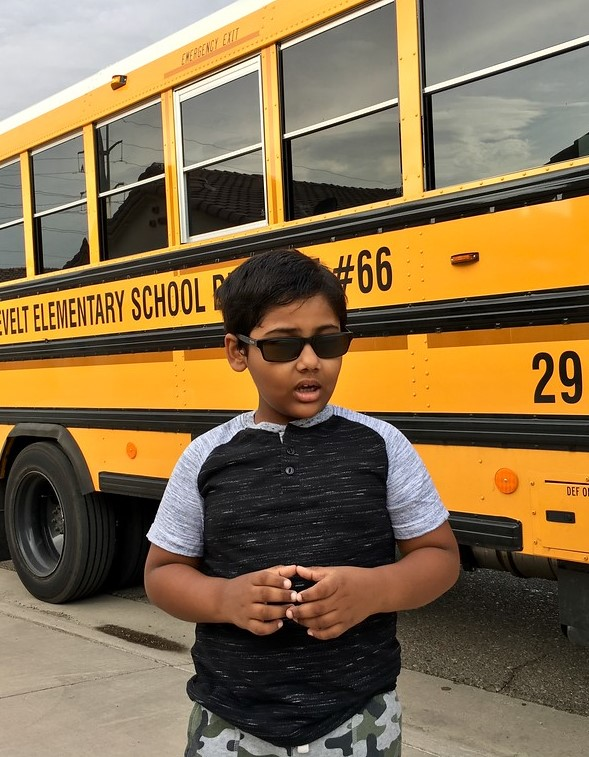 EMERGENCY EXIT
EVELT ELEMENTARY SCHOOL D #66
29
DEF O